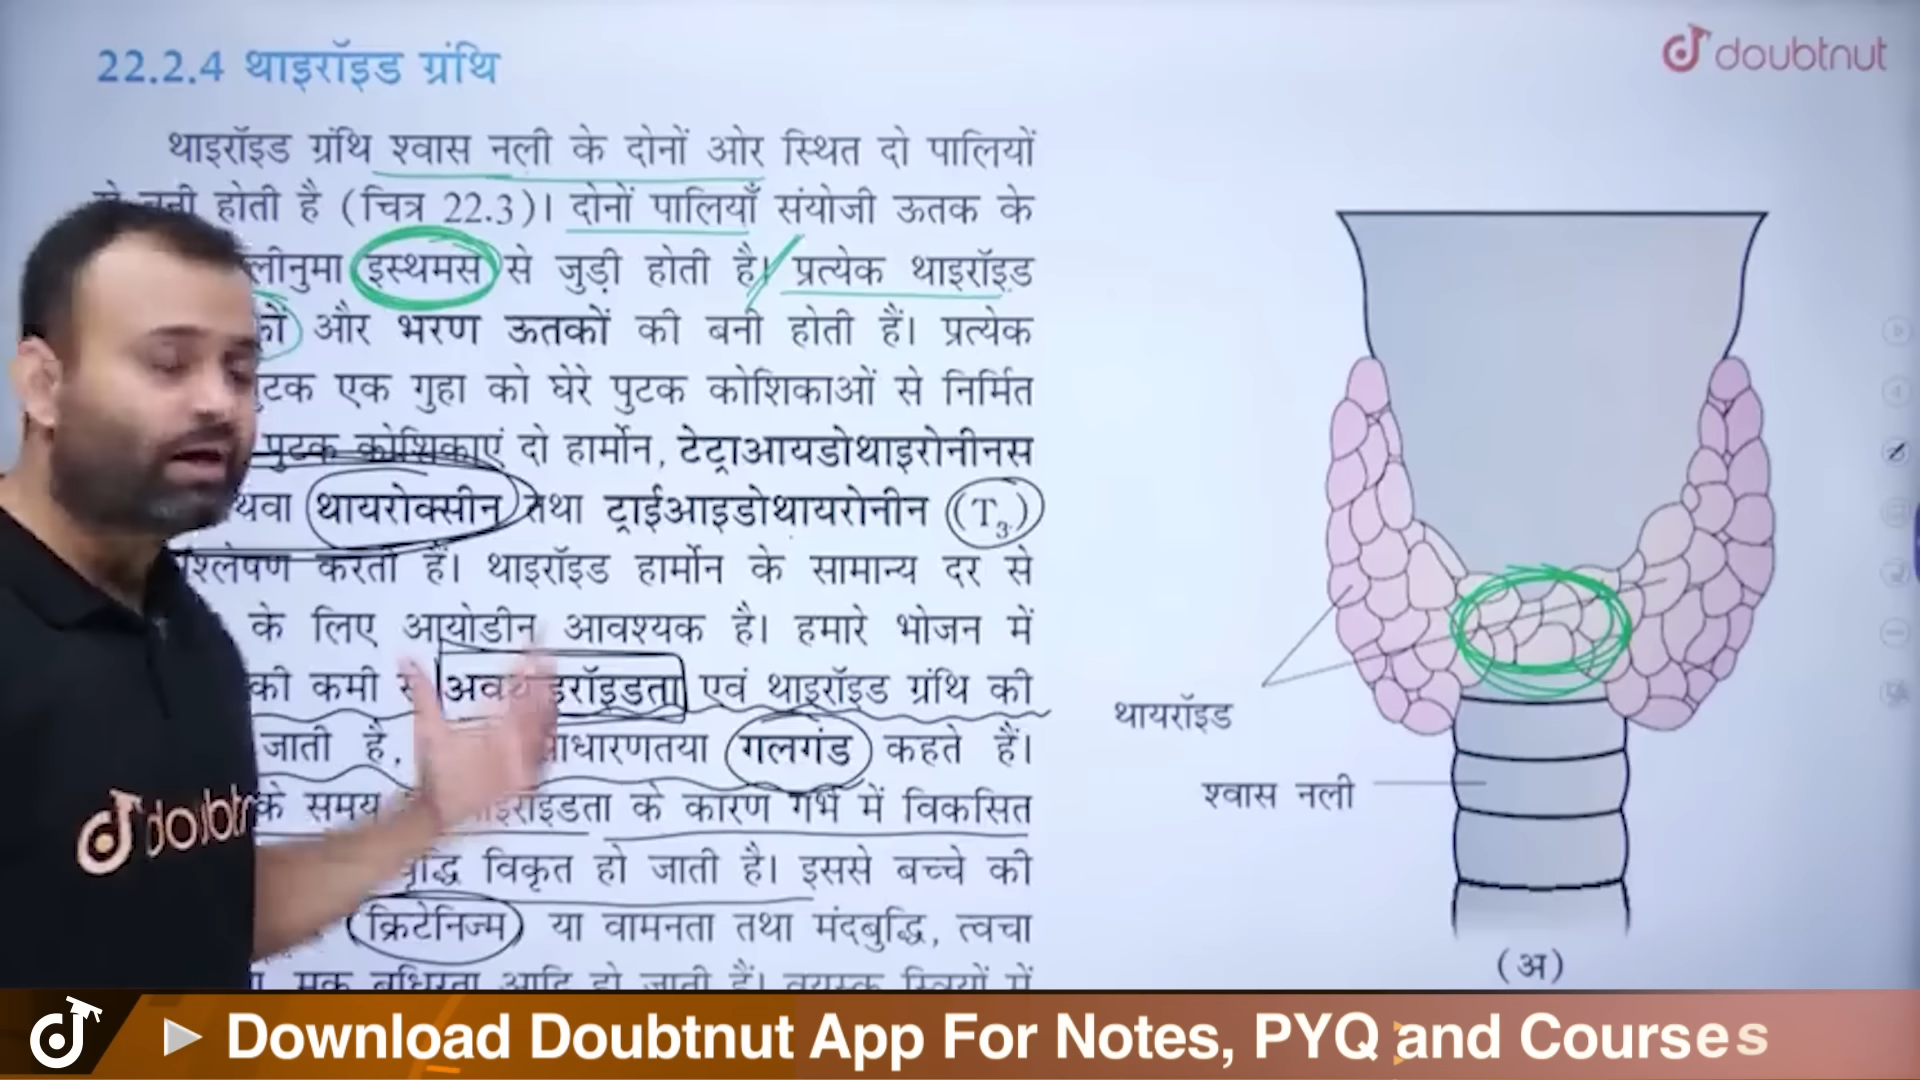 22.2.4 थाइरॉइड ग्रंथि
doubtnut
थाइरॉइड ग्रंथि श्वास नली के दोनों ओर स्थित दो पालियों
होती है (चित्र 22.3)। दोनों पालियाँ संयोजी ऊतक के
इस्थमस से जुड़ी होती है। प्रत्येक थाइरॉइड
और भरण ऊतकों की बनी होती हैं। प्रत्येक
एक गुहा को घेरे पुटक कोशिकाओं से निर्मित
पुटक कोशिकाएं दो हार्मोन, टेट्राआयडोथाइरोनीनस
थायरोक्सीन तथा ट्राईआइडोथायरोनीन (T₃)
करती हैं। थाइरॉइड हार्मोन के सामान्य दर से
के लिए आयोडीन आवश्यक है। हमारे भोजन में
की कमी एवं थाइरॉइड ग्रंथि की
जाती है, गलगंड कहते हैं।
के समय के कारण गर्भ में विकसित
विकृत हो जाती है। इससे बच्चे की
क्रिटेनिज्म या वामनता तथा मंदबुद्धि, त्वचा
थायरॉइड
श्वास नली
(अ)
Download Doubtnut App For Notes, PYQ and Courses